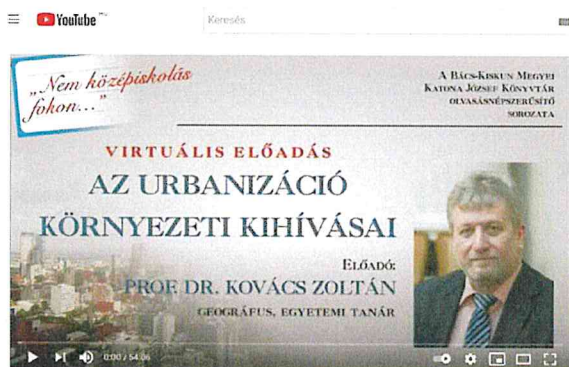 YouTube HU
Keresés
„Nem középiskolás
fokon…”
A Bács-Kiskun Megyei
Katona József Könyvtár
olvasásnépszerűsítő
sorozata
VIRTUÁLIS ELŐADÁS
AZ URBANIZÁCIÓ
KÖRNYEZETI KIHÍVÁSAI
Előadó:
PROF. DR. KOVÁCS ZOLTÁN
GEOGRÁFUS, EGYETEMI TANÁR
0:00 / 54:06